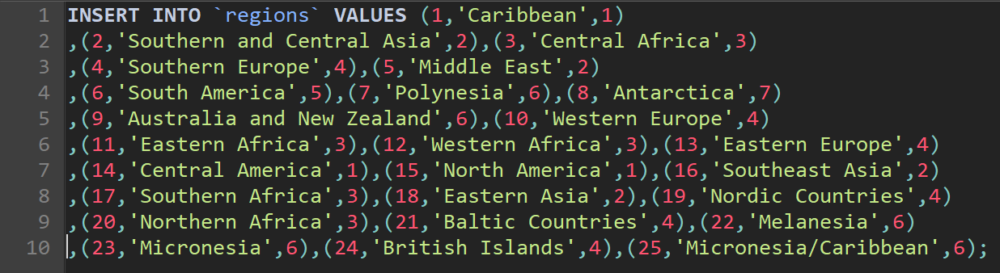 1 INSERT INTO `regions` VALUES (1,'Caribbean',1)
2 ,(2,'Southern and Central Asia',2),(3,'Central Africa',3)
3 ,(4,'Southern Europe',4),(5,'Middle East',2)
4 ,(6,'South America',5),(7,'Polynesia',6),(8,'Antarctica',7)
5 ,(9,'Australia and New Zealand',6),(10,'Western Europe',4)
6 ,(11,'Eastern Africa',3),(12,'Western Africa',3),(13,'Eastern Europe',4)
7 ,(14,'Central America',1),(15,'North America',1),(16,'Southeast Asia',2)
8 ,(17,'Southern Africa',3),(18,'Eastern Asia',2),(19,'Nordic Countries',4)
9 ,(20,'Northern Africa',3),(21,'Baltic Countries',4),(22,'Melanesia',6)
10 ,(23,'Micronesia',6),(24,'British Islands',4),(25,'Micronesia/Caribbean',6);